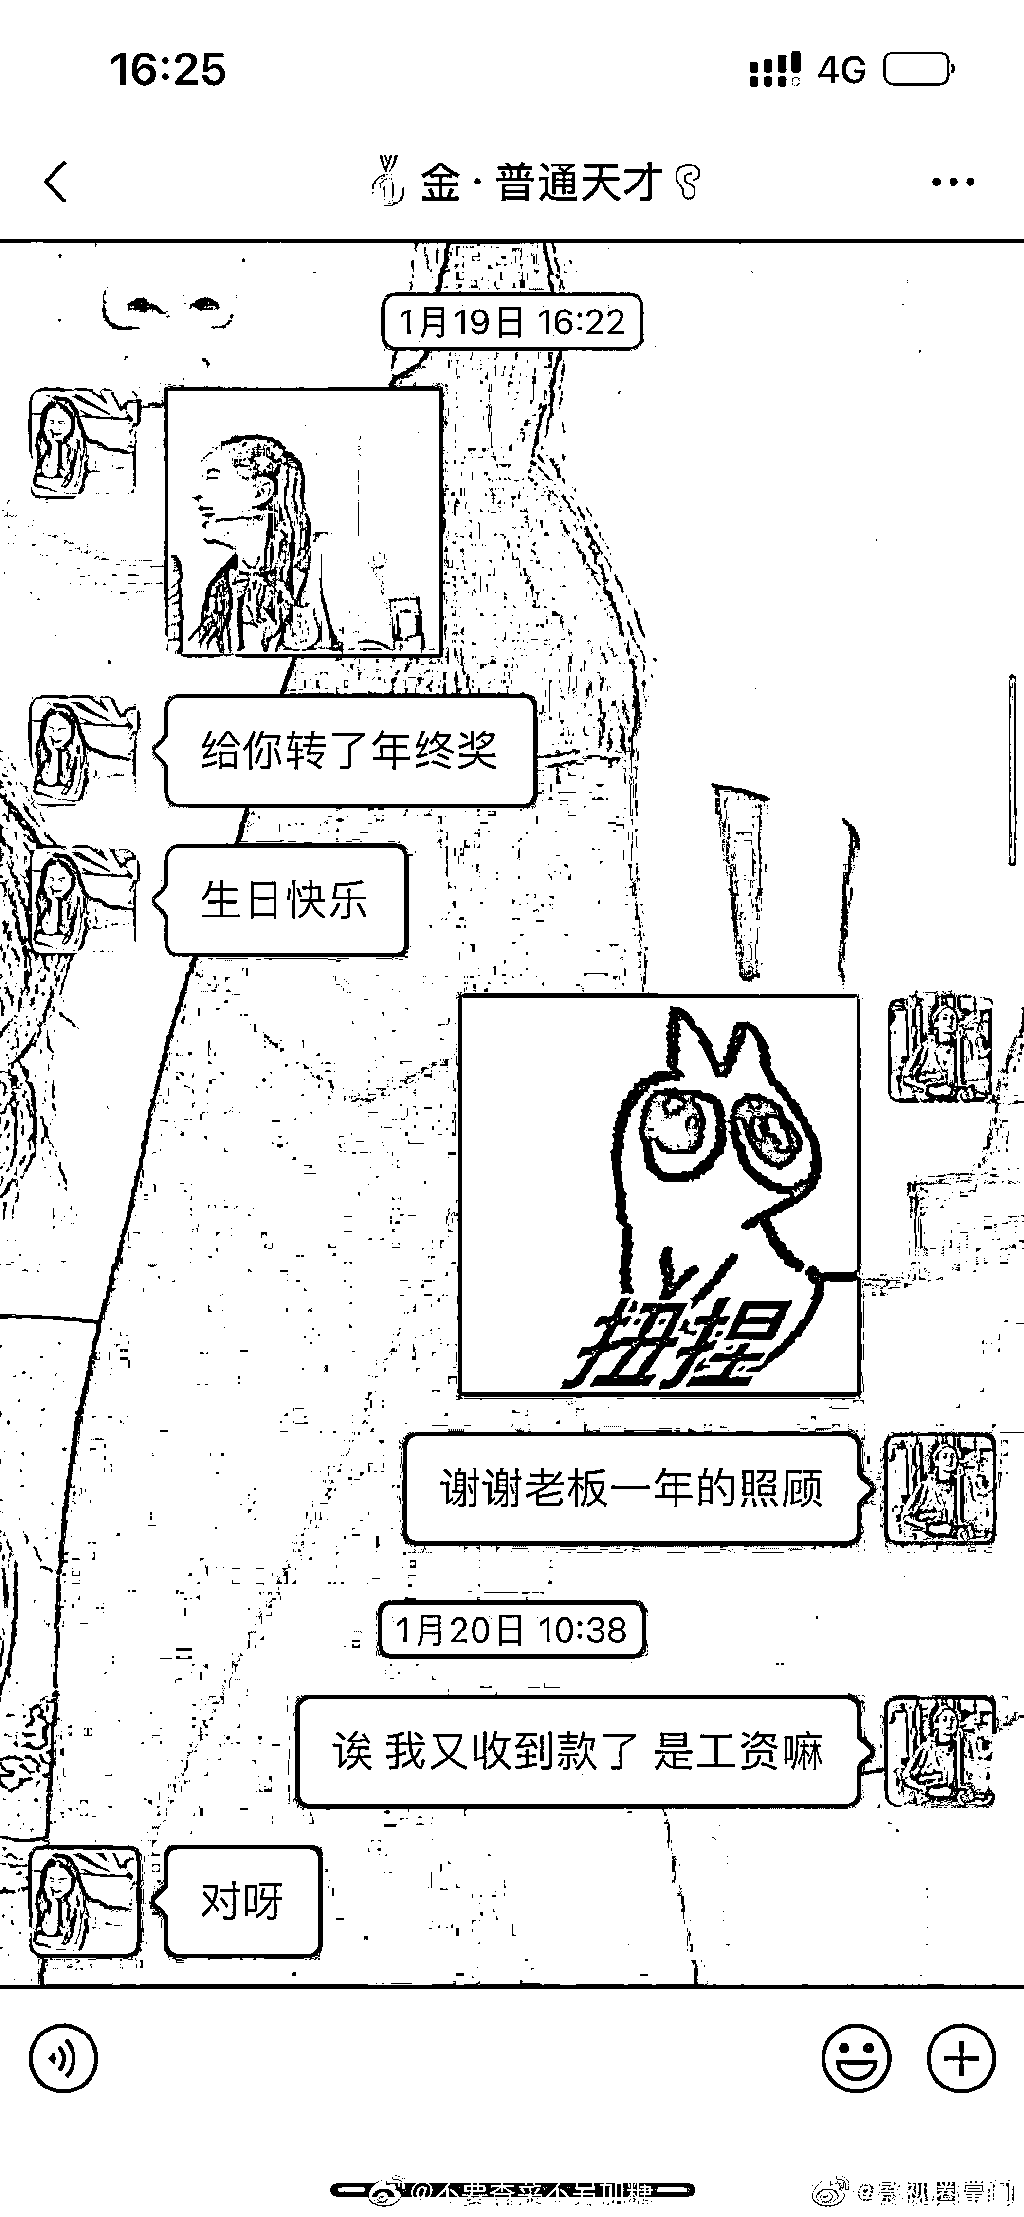 16:25
4G
金·普通天才
1月19日 16:22
给你转了年终奖
生日快乐
扭捏
谢谢老板一年的照顾
1月20日 10:38
诶 我又收到款了 是工资嘛
对呀